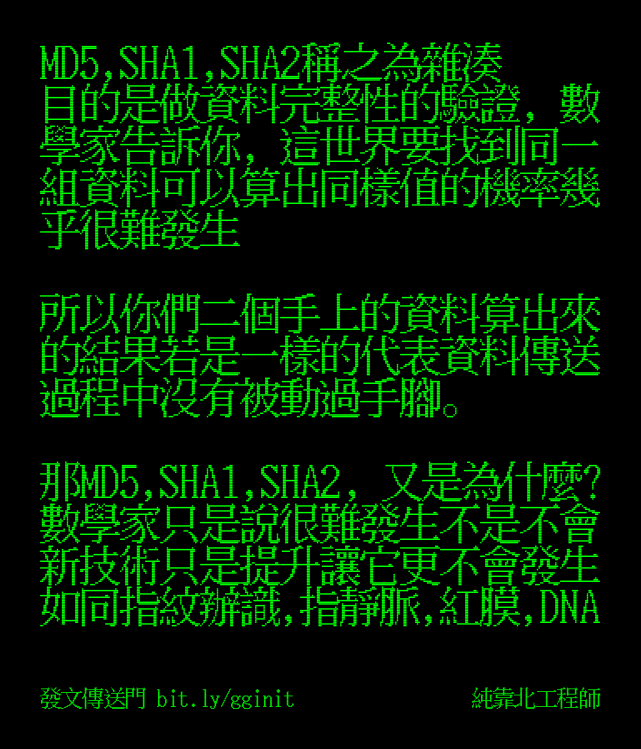 MD5,SHA1,SHA2稱之為雜湊
目的是做資料完整性的驗證, 數
學家告訴你, 這世界要找到同一
組資料可以算出同樣值的機率幾
乎很難發生
所以你們二個手上的資料算出來
的結果若是一樣的代表資料傳送
過程中沒有被動過手腳。
那MD5,SHA1,SHA2, 又是為什麼?
數學家只是說很難發生不是不會
新技術只是提升讓它更不會發生
如同指紋辨識,指靜脈,紅膜,DNA
發文傳送門 bit.ly/gginit
純靠北工程師